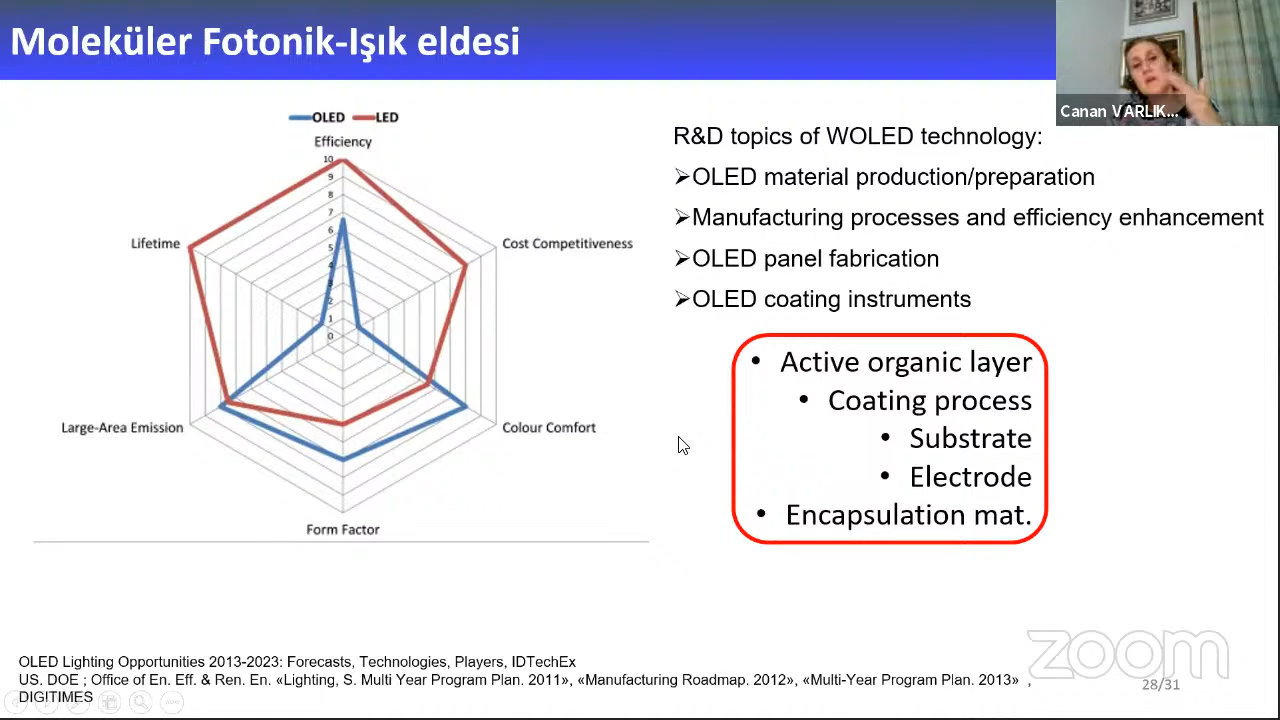 Moleküler Fotonik-Işık eldesi
Canan VARLIK...
OLED LED
Efficiency
10
9
8
7
6
5
4
3
2
1
0
Lifetime
Cost Competitiveness
Large-Area Emission
Colour Comfort
Form Factor
R&D topics of WOLED technology:
➢OLED material production/preparation
➢Manufacturing processes and efficiency enhancement
➢OLED panel fabrication
➢OLED coating instruments
• Active organic layer
• Coating process
• Substrate
• Electrode
• Encapsulation mat.
OLED Lighting Opportunities 2013-2023: Forecasts, Technologies, Players, IDTechEx
US. DOE ; Office of En. Eff. & Ren. En. «Lighting, S. Multi Year Program Plan. 2011», «Manufacturing Roadmap. 2012», «Multi-Year Program Plan. 2013» ,
DIGITIMES
zoom
28/31